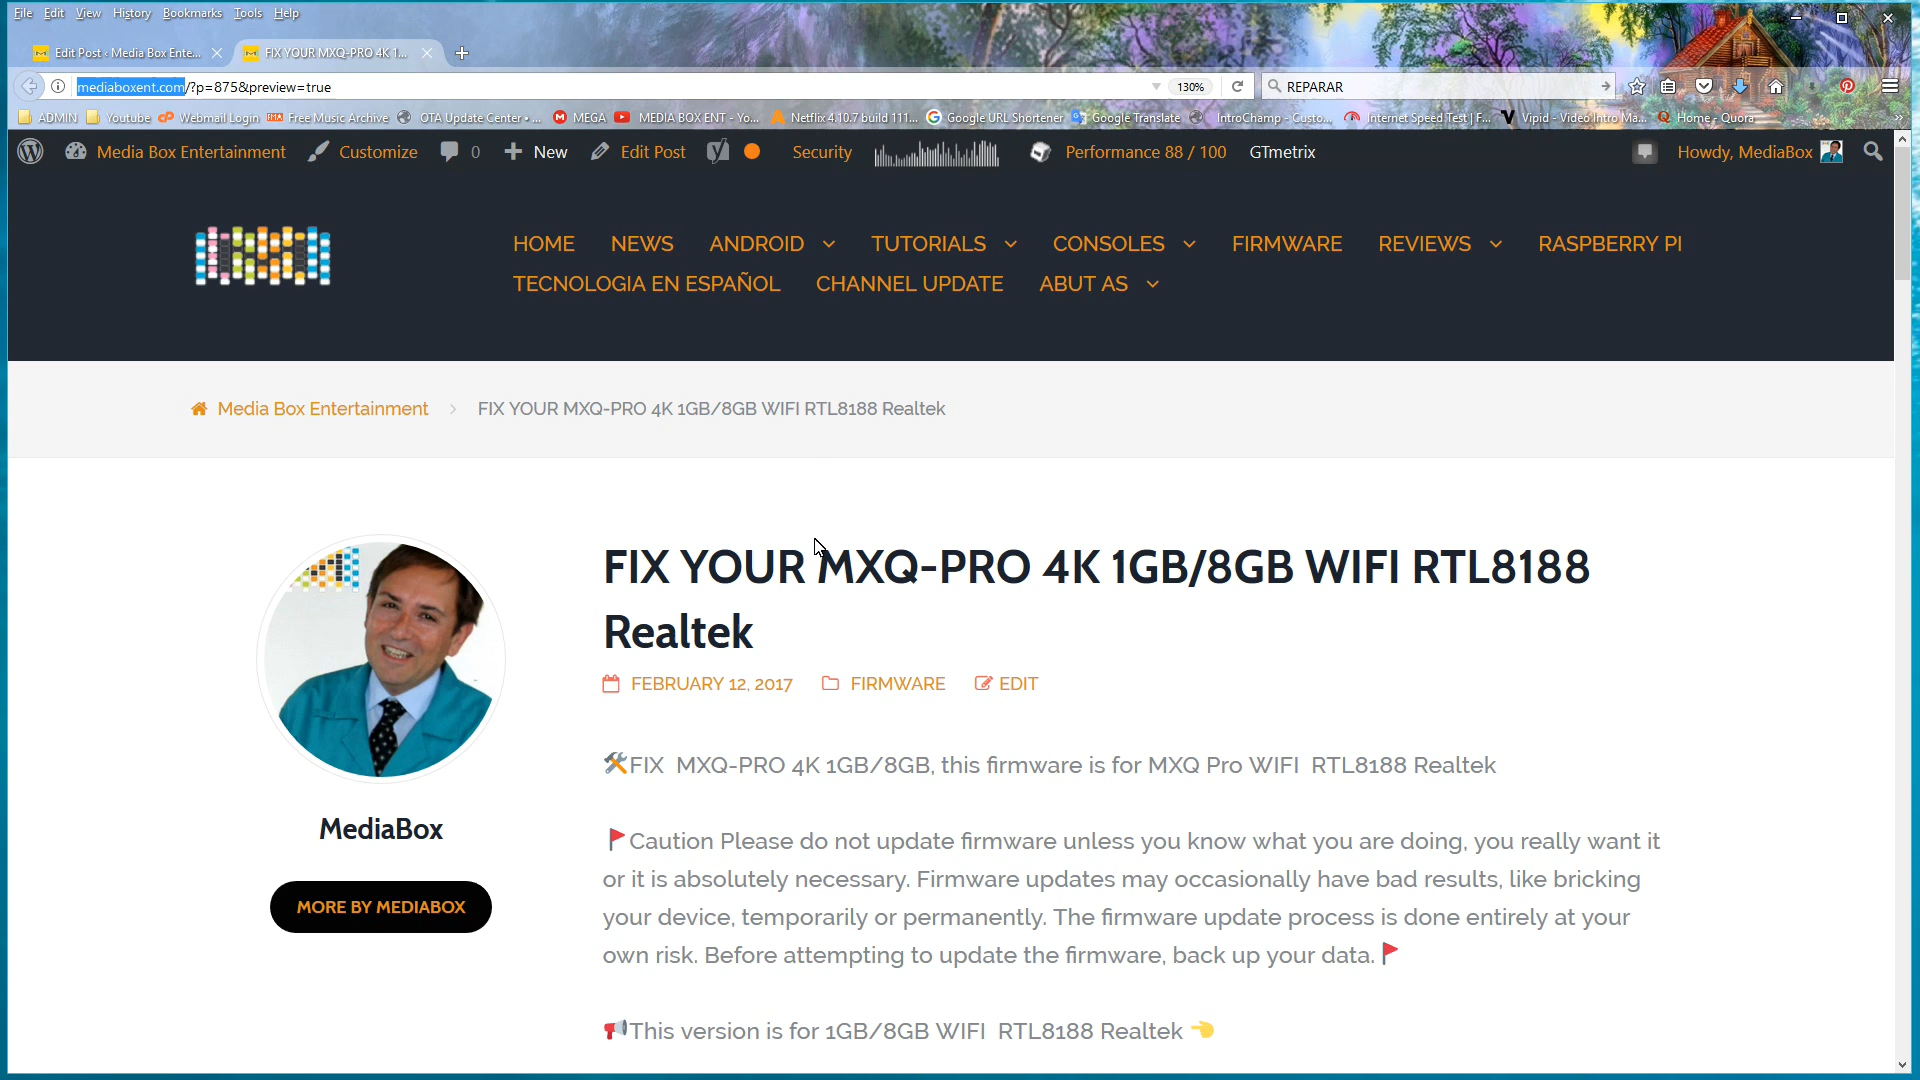 File Edit View History Bookmarks Tools Help
Edit Post ‹ Media Box Ente... FIX YOUR MXQ-PRO 4K 1...
mediaboxent.com/?p=875&preview=true 130% REPARAR
ADMIN Youtube Webmail Login Free Music Archive OTA Update Center • ... MEGA MEDIA BOX ENT - Yo... Netflix 4.10.7 build 111... Google URL Shortener Google Translate IntroChamp - Custo... Internet Speed Test | F... Vipid - Video Intro Ma... Home - Quora
Media Box Entertainment Customize 0 New Edit Post Security Performance 88 / 100 GTmetrix Howdy, MediaBox
HOME NEWS ANDROID TUTORIALS CONSOLES FIRMWARE REVIEWS RASPBERRY PI
TECNOLOGIA EN ESPAÑOL CHANNEL UPDATE ABUT AS
Media Box Entertainment FIX YOUR MXQ-PRO 4K 1GB/8GB WIFI RTL8188 Realtek
FIX YOUR MXQ-PRO 4K 1GB/8GB WIFI RTL8188
Realtek
FEBRUARY 12, 2017 FIRMWARE EDIT
🛠FIX MXQ-PRO 4K 1GB/8GB, this firmware is for MXQ Pro WIFI RTL8188 Realtek
MediaBox
MORE BY MEDIABOX
🚩Caution Please do not update firmware unless you know what you are doing, you really want it
or it is absolutely necessary. Firmware updates may occasionally have bad results, like bricking
your device, temporarily or permanently. The firmware update process is done entirely at your
own risk. Before attempting to update the firmware, back up your data.🚩
📢This version is for 1GB/8GB WIFI RTL8188 Realtek 👈